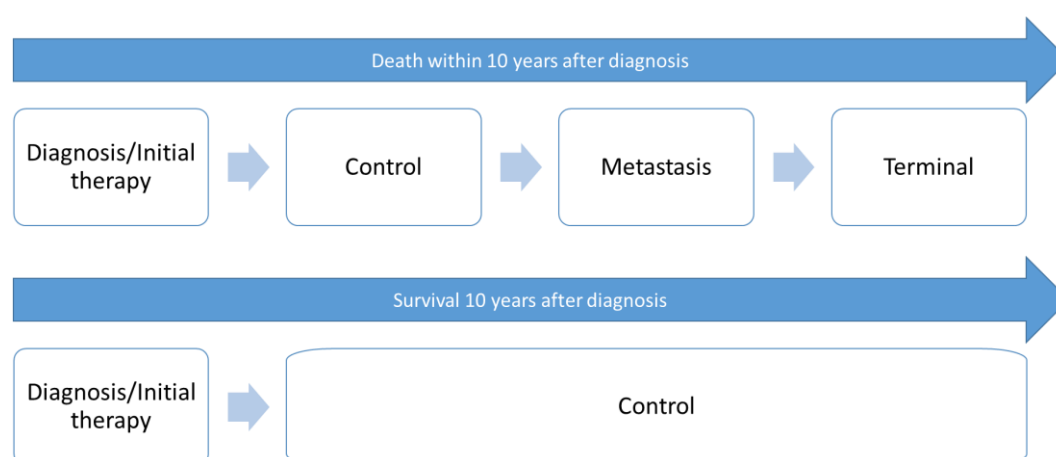 Death within 10 years after diagnosis
Diagnosis/Initial
therapy
Control
Metastasis
Terminal
Survival 10 years after diagnosis
Diagnosis/Initial
therapy
Control